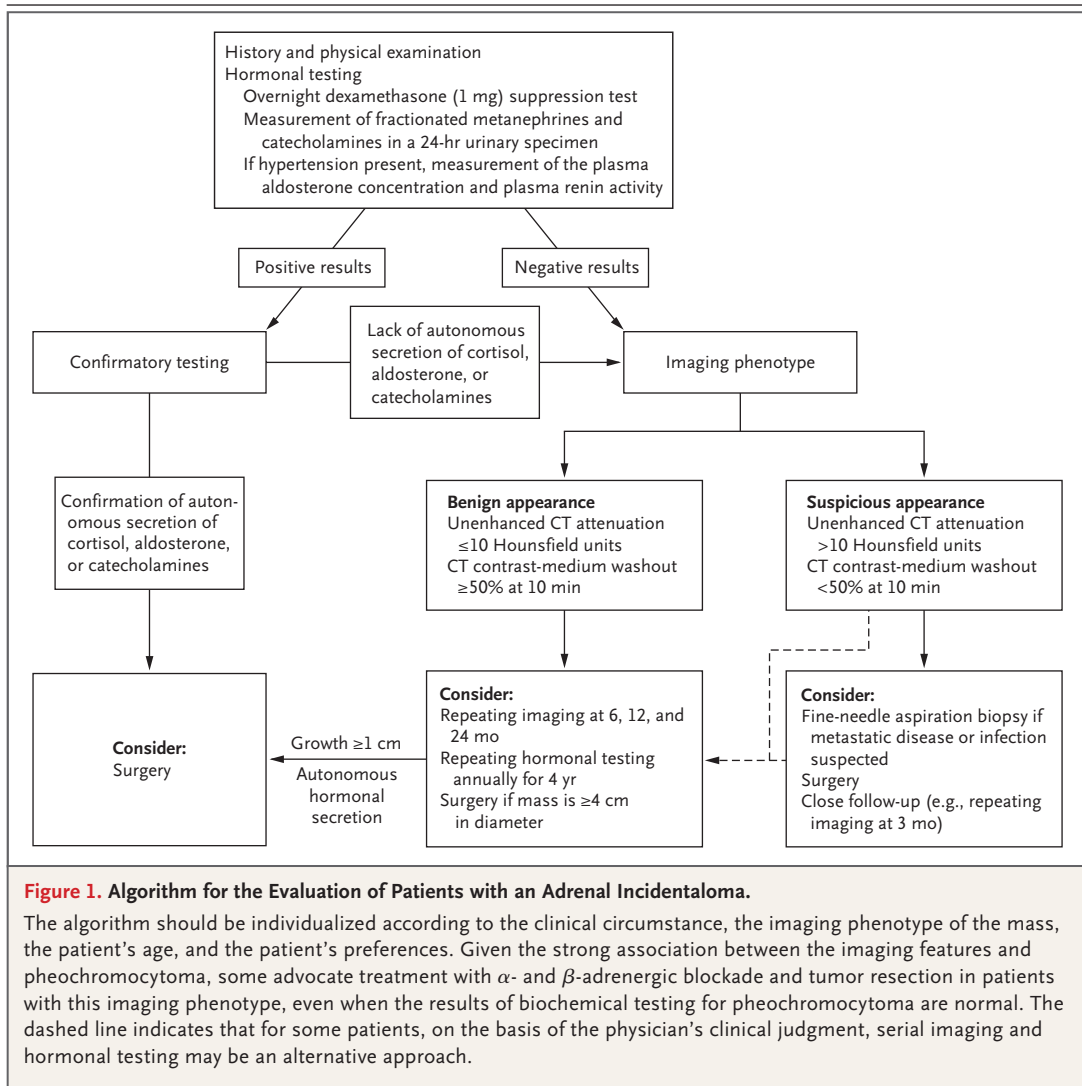 History and physical examination
Hormonal testing
Overnight dexamethasone (1 mg) suppression test
Measurement of fractionated metanephrines and
catecholamines in a 24-hr urinary specimen
If hypertension present, measurement of the plasma
aldosterone concentration and plasma renin activity
Positive results
Negative results
Confirmatory testing
Lack of autonomous
secretion of cortisol,
aldosterone, or
catecholamines
Imaging phenotype
Confirmation of auton-
omous secretion of
cortisol, aldosterone,
or catecholamines
Benign appearance
Unenhanced CT attenuation
≤10 Hounsfield units
CT contrast-medium washout
≥50% at 10 min
Suspicious appearance
Unenhanced CT attenuation
>10 Hounsfield units
CT contrast-medium washout
<50% at 10 min
Consider:
Surgery
Growth ≥1 cm
Autonomous
hormonal
secretion
Consider:
Repeating imaging at 6, 12, and
24 mo
Repeating hormonal testing
annually for 4 yr
Surgery if mass is ≥4 cm
in diameter
Consider:
Fine-needle aspiration biopsy if
metastatic disease or infection
suspected
Surgery
Close follow-up (e.g., repeating
imaging at 3 mo)
Figure 1. Algorithm for the Evaluation of Patients with an Adrenal Incidentaloma.
The algorithm should be individualized according to the clinical circumstance, the imaging phenotype of the mass,
the patient's age, and the patient's preferences. Given the strong association between the imaging features and
pheochromocytoma, some advocate treatment with α- and β-adrenergic blockade and tumor resection in patients
with this imaging phenotype, even when the results of biochemical testing for pheochromocytoma are normal. The
dashed line indicates that for some patients, on the basis of the physician's clinical judgment, serial imaging and
hormonal testing may be an alternative approach.